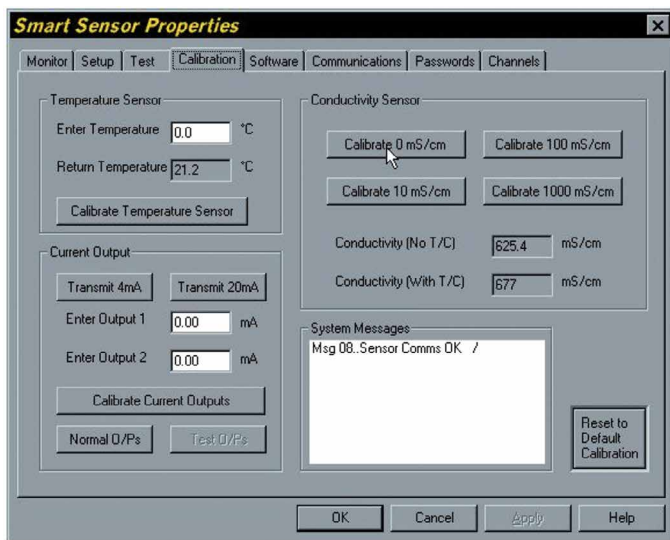 Smart Sensor Properties
Monitor Setup Test Calibration Software Communications Passwords Channels
Temperature Sensor
Enter Temperature 0.0 °C
Return Temperature 21.2 °C
Calibrate Temperature Sensor
Current Output
Transmit 4mA Transmit 20mA
Enter Output 1 0.00 mA
Enter Output 2 0.00 mA
Calibrate Current Outputs
Normal O/Ps Test O/Ps
Conductivity Sensor
Calibrate 0 mS/cm Calibrate 100 mS/cm
Calibrate 10 mS/cm Calibrate 1000 mS/cm
Conductivity (No T/C) 625.4 mS/cm
Conductivity (With T/C) 677 mS/cm
System Messages
Msg 08..Sensor Comms OK /
Reset to
Default
Calibration
OK Cancel Apply Help